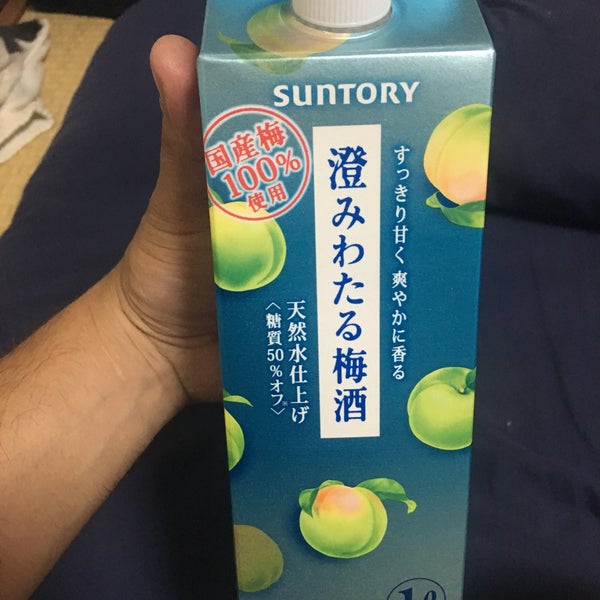 SUNTORY
国産梅
100%
使用
澄みわたる梅酒
すっきり甘く 爽やかに香る
天然水仕上げ
〈糖質50%オフ※〉
1ℓ